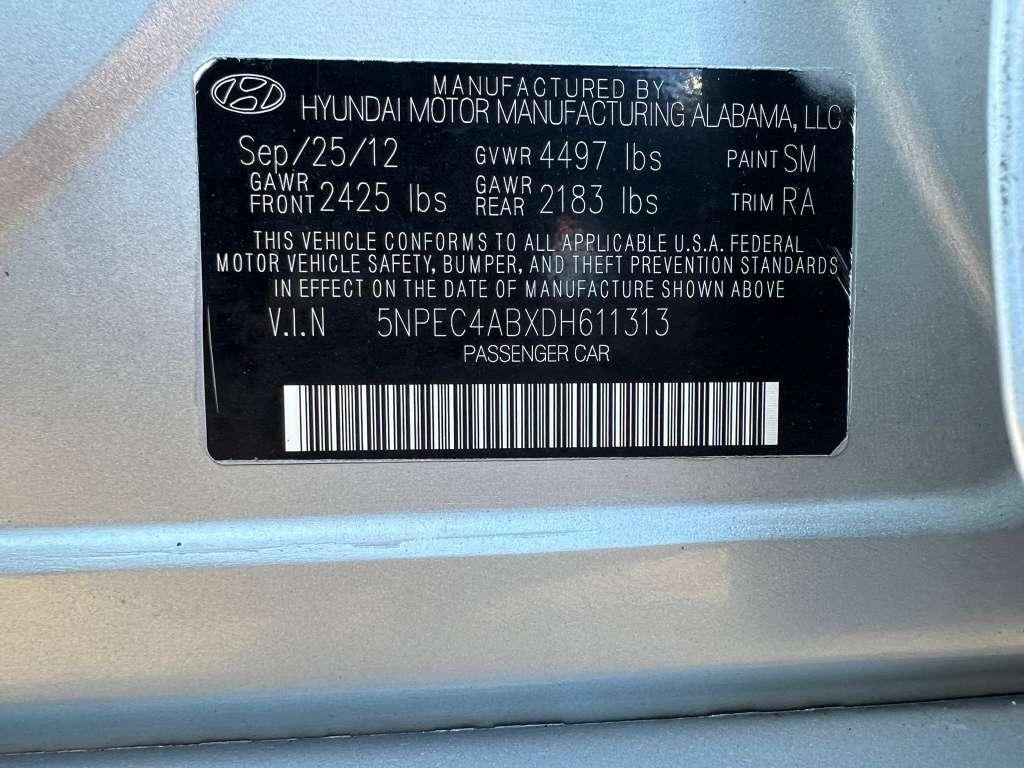 MANUFACTURED BY
HYUNDAI MOTOR MANUFACTURING ALABAMA, LLC
Sep/25/12 GVWR 4497 lbs PAINT SM
GAWR FRONT 2425 lbs GAWR REAR 2183 lbs TRIM RA
THIS VEHICLE CONFORMS TO ALL APPLICABLE U.S.A. FEDERAL
MOTOR VEHICLE SAFETY, BUMPER, AND THEFT PREVENTION STANDARDS
IN EFFECT ON THE DATE OF MANUFACTURE SHOWN ABOVE
V.I.N 5NPEC4ABXDH611313
PASSENGER CAR